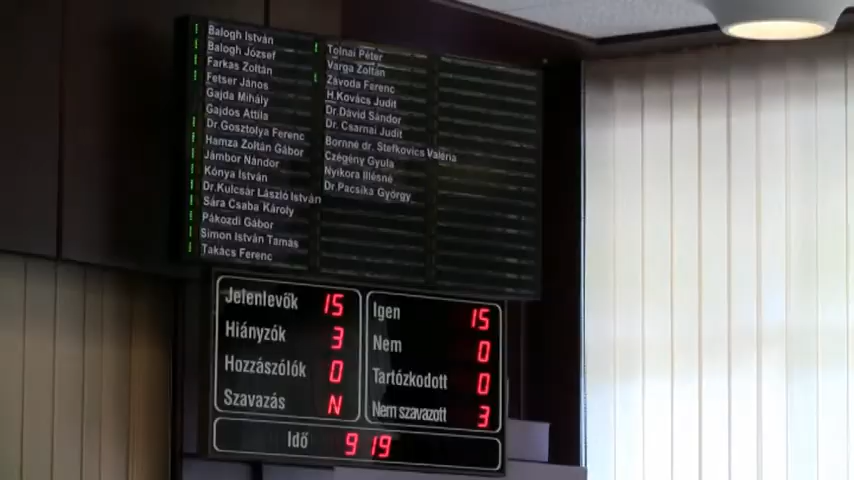 Balogh István
Balogh József
Farkas Zoltán
Fetser János
Gajda Mihály
Gajdos Attila
Dr.Gosztolya Ferenc
Hamza Zoltán Gábor
Jámbor Nándor
Kónya István
Dr.Kulcsár László István
Sára Csaba Károly
Pákozdi Gábor
Simon István Tamás
Takács Ferenc
Tolnai Péter
Varga Zoltán
Závoda Ferenc
H.Kovács Judit
Dr.Dávid Sándor
Dr. Csarnai Judit
Bornné dr. Stefkovics Valéria
Czégény Gyula
Nyikora Illésné
Dr.Pacsika György
Jelenlevők 15
Hiányzók 3
Hozzászólók 0
Szavazás N
Igen 15
Nem 0
Tartózkodott 0
Nem szavazott 3
Idő 9 19